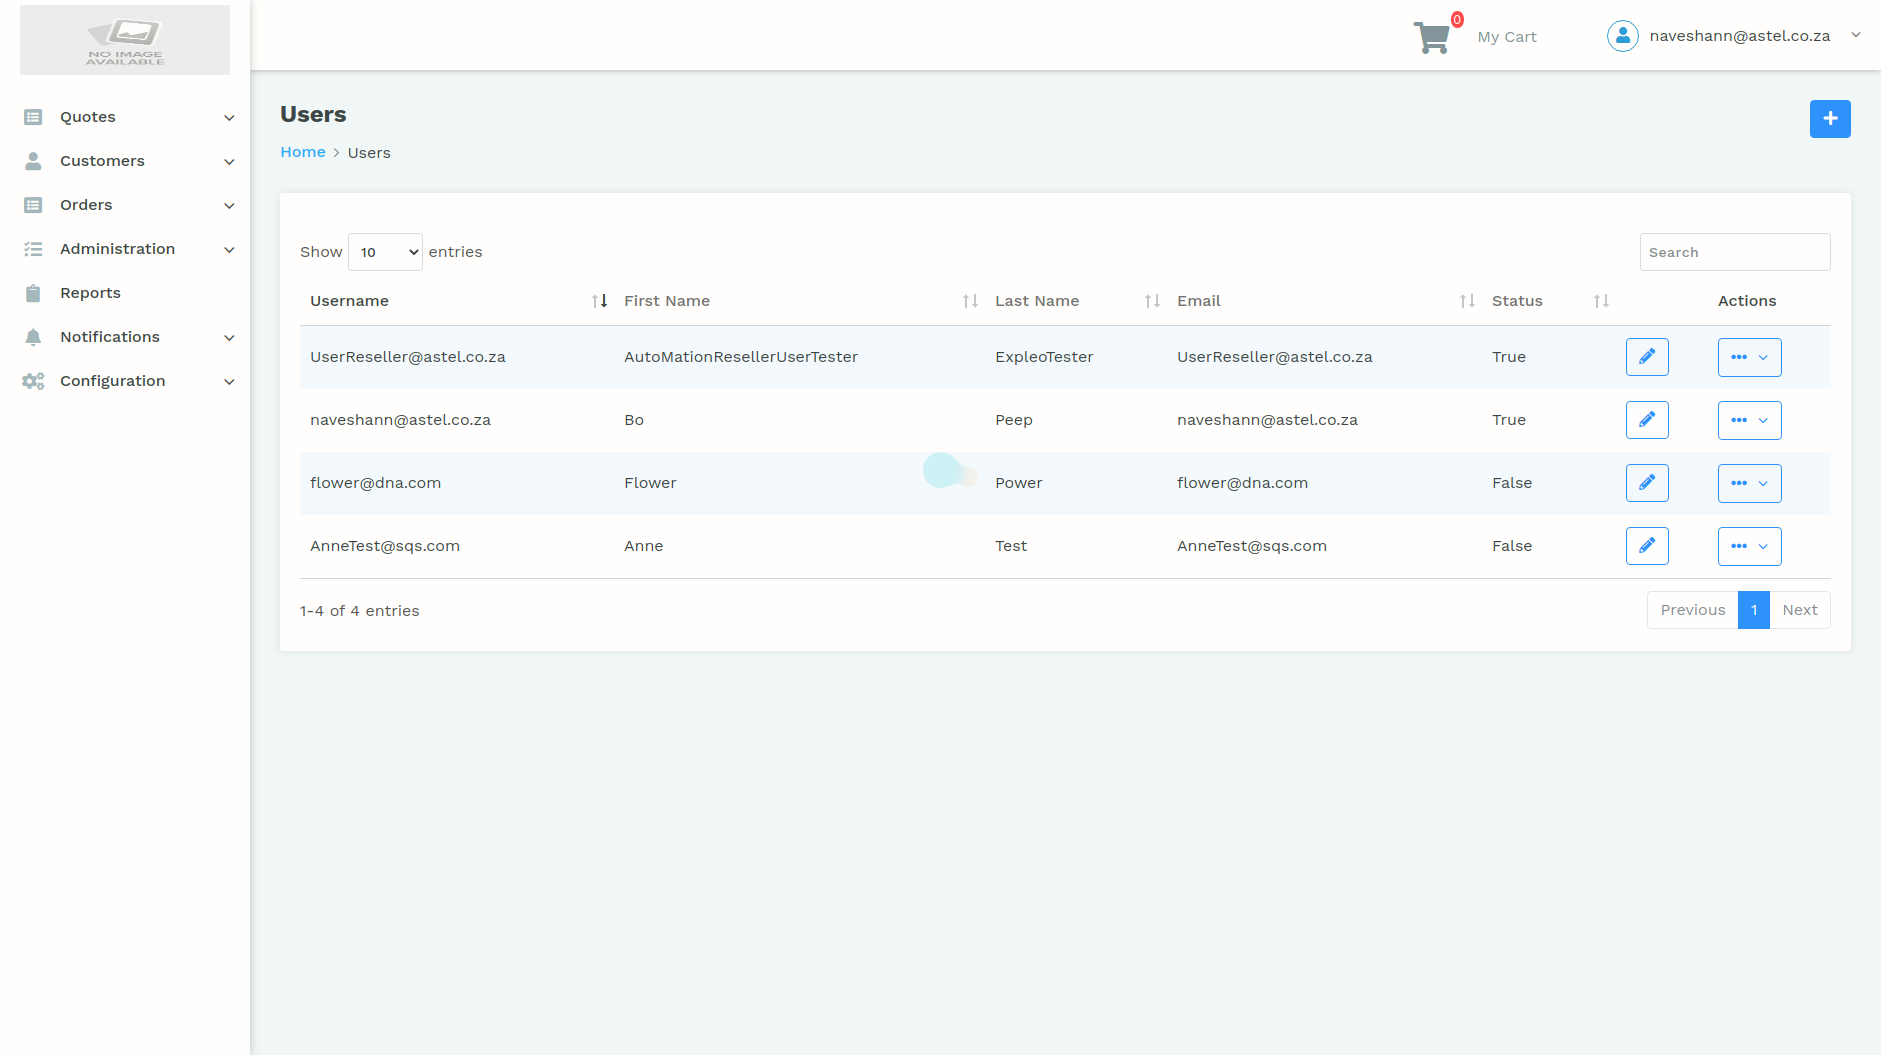 NO IMAGE
AVAILABLE
0
My Cart
naveshann@astel.co.za
Quotes
Customers
Orders
Administration
Reports
Notifications
Configuration
Users
Home > Users
Show 10 entries
Search
Username First Name Last Name Email Status Actions
UserReseller@astel.co.za AutoMationResellerUserTester ExpleoTester UserReseller@astel.co.za True
naveshann@astel.co.za Bo Peep naveshann@astel.co.za True
flower@dna.com Flower Power flower@dna.com False
AnneTest@sqs.com Anne Test AnneTest@sqs.com False
1-4 of 4 entries
Previous 1 Next